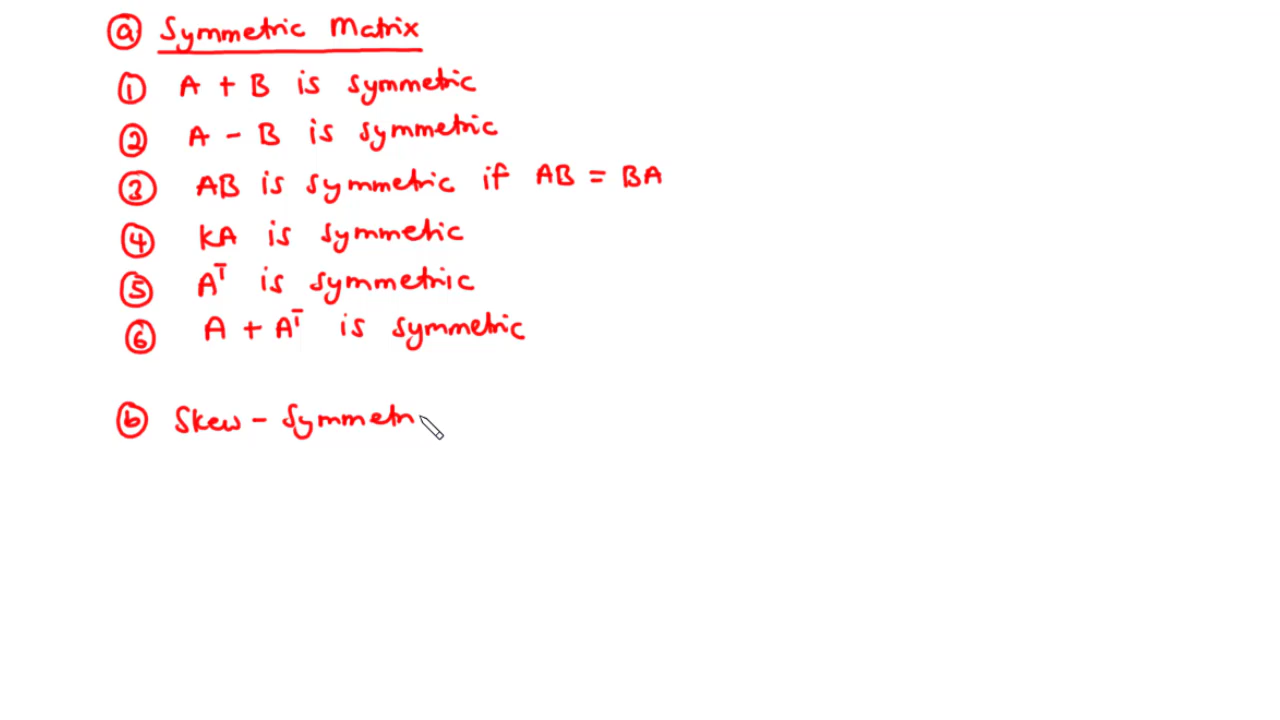 ⓐ Symmetric Matrix
① A + B is symmetric
② A - B is symmetric
③ AB is symmetric if AB = BA
④ KA is symmetic
⑤ Aᵀ is symmetric
⑥ A + Aᵀ is symmetric
ⓑ Skew - Symmetr